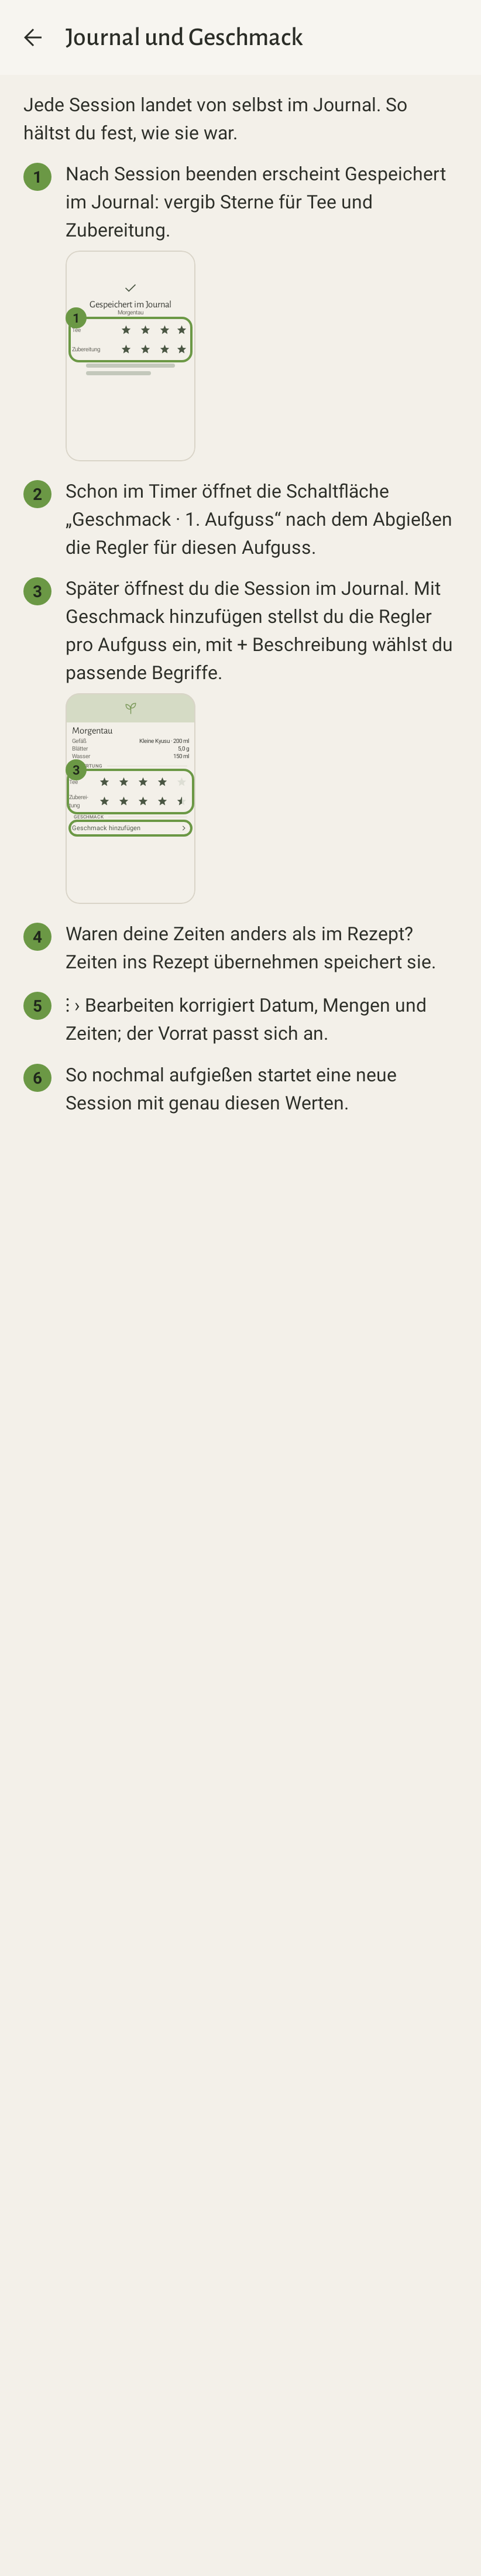 Journal und Geschmack
Jede Session landet von selbst im Journal. So
hältst du fest, wie sie war.
1
Nach Session beenden erscheint Gespeichert
im Journal: vergib Sterne für Tee und
Zubereitung.
Gespeichert im Journal
Morgentau
1
Tee
Zubereitung
2
Schon im Timer öffnet die Schaltfläche
„Geschmack · 1. Aufguss“ nach dem Abgießen
die Regler für diesen Aufguss.
3
Später öffnest du die Session im Journal. Mit
Geschmack hinzufügen stellst du die Regler
pro Aufguss ein, mit + Beschreibung wählst du
passende Begriffe.
Morgentau
Gefäß Kleine Kyusu · 200 ml
Blätter 5,0 g
Wasser 150 ml
3
Tee
Zuberei
tung
GESCHMACK
Geschmack hinzufügen ›
4
Waren deine Zeiten anders als im Rezept?
Zeiten ins Rezept übernehmen speichert sie.
5
⋮ › Bearbeiten korrigiert Datum, Mengen und
Zeiten; der Vorrat passt sich an.
6
So nochmal aufgießen startet eine neue
Session mit genau diesen Werten.